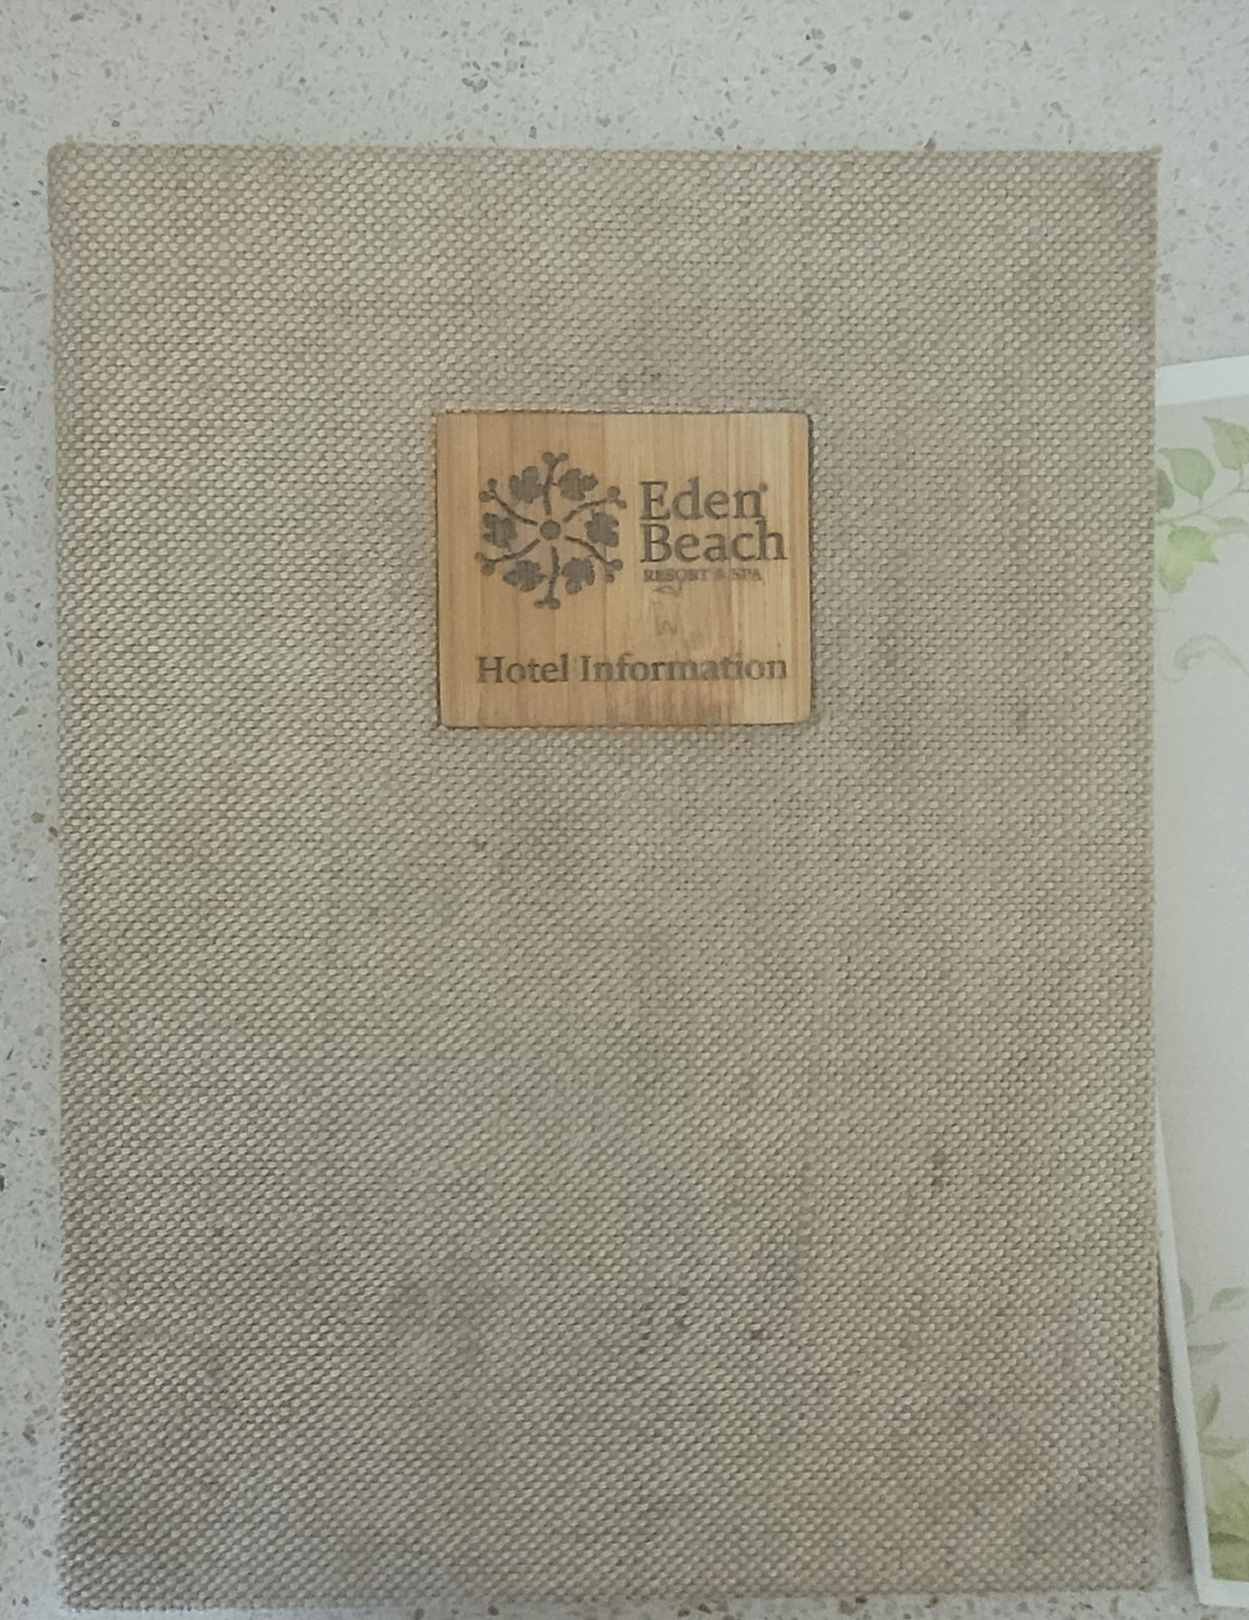 Eden®
Beach
RESORT & SPA
Hotel Information